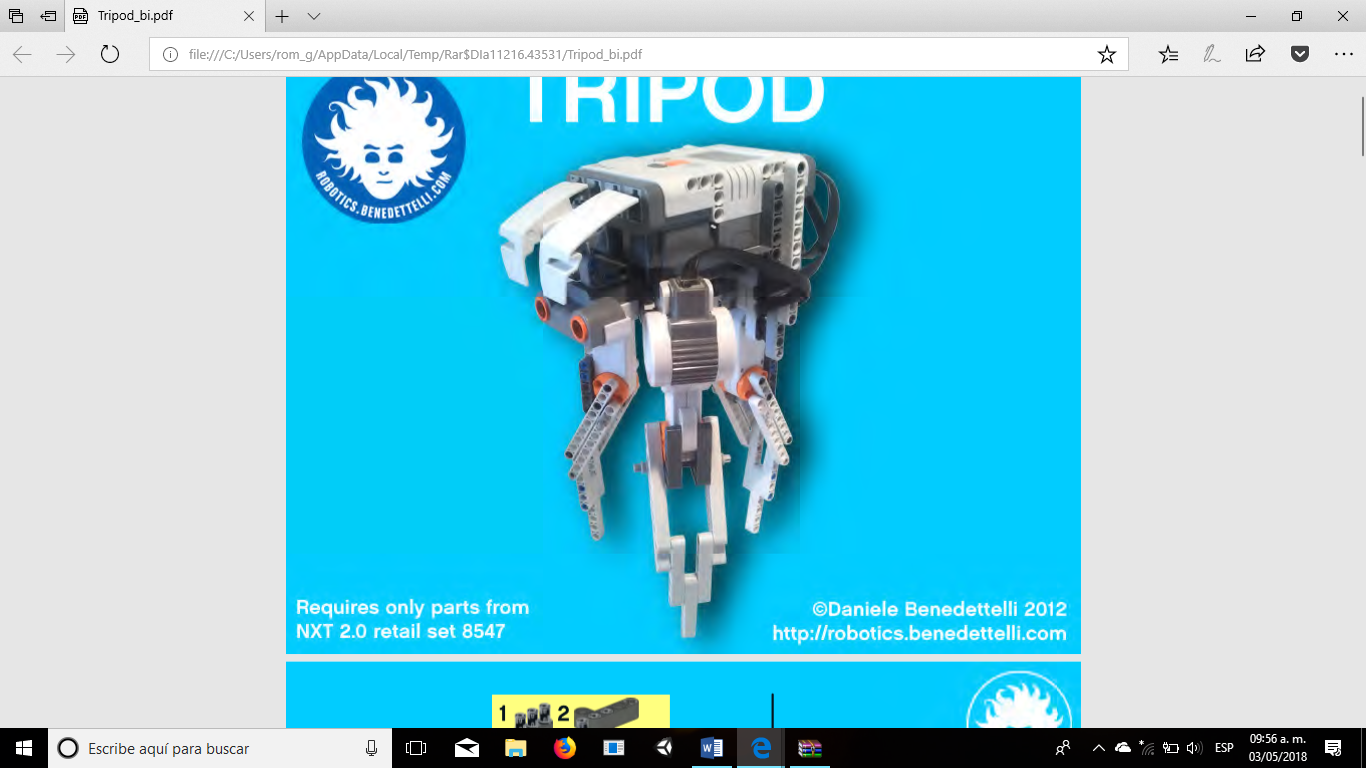 Tripod_bi.pdf
file:///C:/Users/rom_g/AppData/Local/Temp/Rar$DIa11216.43531/Tripod_bi.pdf
TRIPOD
ROBOTICS.BENEDETTELLI.COM
Requires only parts from
NXT 2.0 retail set 8547
©Daniele Benedettelli 2012
http://robotics.benedettelli.com
1 2
Escribe aquí para buscar
ESP
09:56 a. m.
03/05/2018